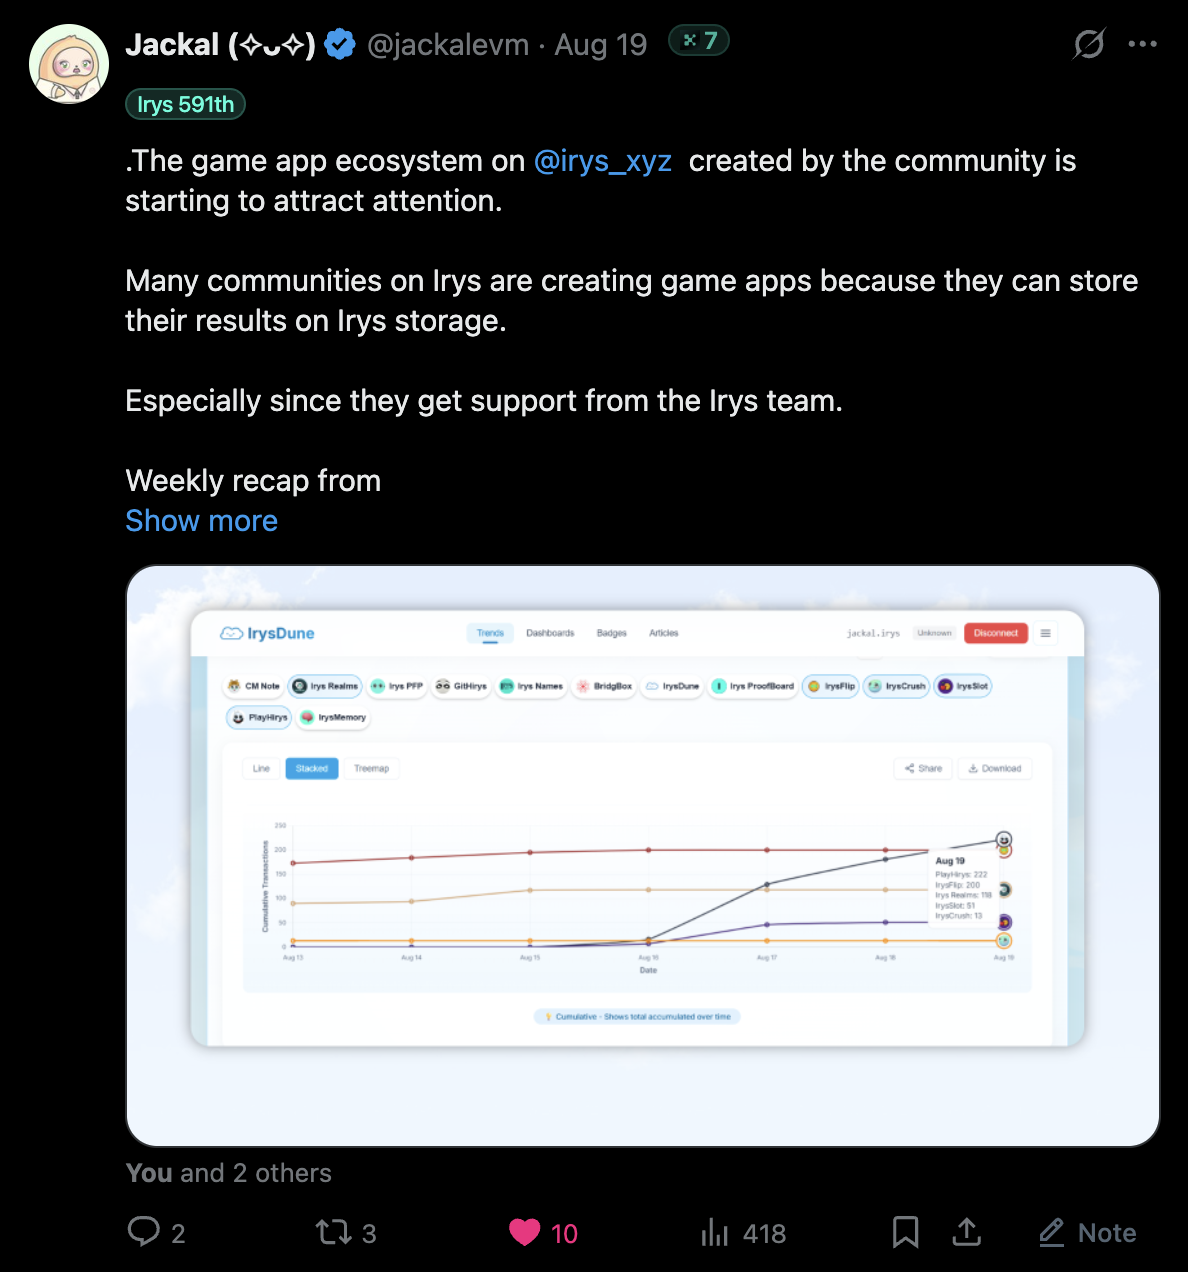 Jackal (✧ᴗ✧) @jackalevm · Aug 19 7
Irys 591th
.The game app ecosystem on @irys_xyz created by the community is
starting to attract attention.
Many communities on Irys are creating game apps because they can store
their results on Irys storage.
Especially since they get support from the Irys team.
Weekly recap from
Show more
IrysDune Trends Dashboards Badges Articles jackal.irys Unknown Disconnect
CM Note Irys Realms Irys PFP GitHirys Irys Names BridgBox IrysDune Irys ProofBoard IrysFlip IrysCrush IrysSlot
PlayHirys IrysMemory
Line Stacked Treemap Share Download
250
200
150
100
50
0
Cumulative Transactions
Aug 19
PlayHirys: 222
IrysFlip: 200
Irys Realms: 118
IrysSlot: 51
IrysCrush: 13
Aug 13 Aug 14 Aug 15 Aug 16 Aug 17 Aug 18 Aug 19
Date
Cumulative - Shows total accumulated over time
You and 2 others
2 3 10 418 Note